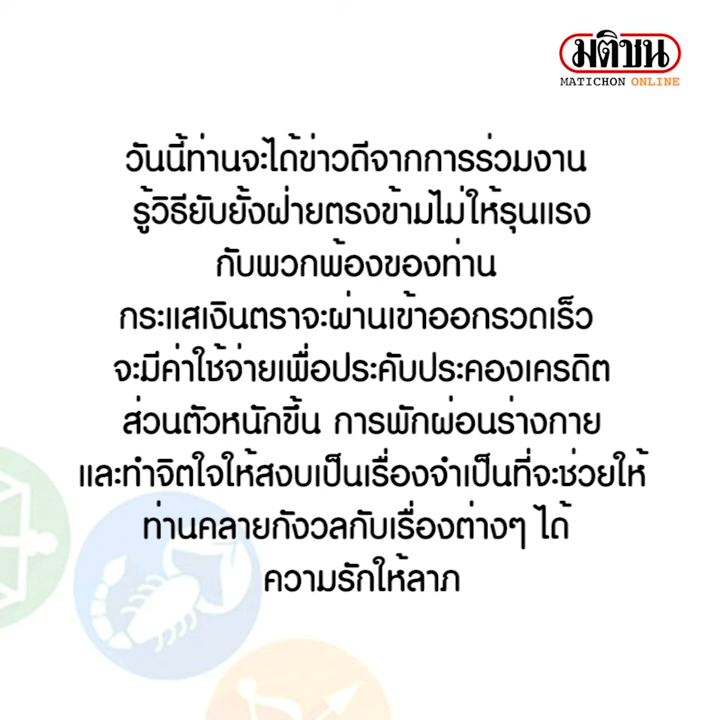 มติชน
MATICHON ONLINE
วันนี้ท่านจะได้ข่าวดีจากการร่วมงาน
รู้วิธียับยั้งฝ่ายตรงข้ามไม่ให้รุนแรง
กับพวกพ้องของท่าน
กระแสเงินตราจะผ่านเข้าออกรวดเร็ว
จะมีค่าใช้จ่ายเพื่อประคับประคองเครดิต
ส่วนตัวหนักขึ้น การพักผ่อนร่างกาย
และทำจิตใจให้สงบเป็นเรื่องจำเป็นที่จะช่วยให้
ท่านคลายกังวลกับเรื่องต่างๆ ได้
ความรักให้ลาภ